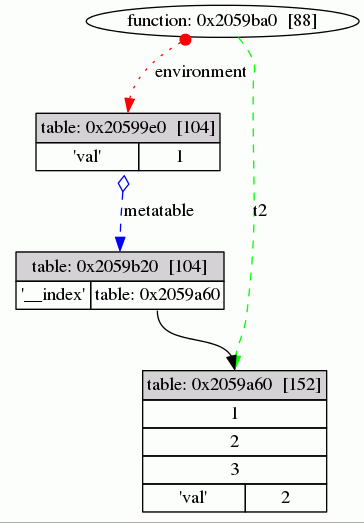 function: 0x2059ba0 [88]
environment
table: 0x20599e0 [104]
'val' 1
metatable
t2
table: 0x2059b20 [104]
'__index' table: 0x2059a60
table: 0x2059a60 [152]
1
2
3
'val' 2